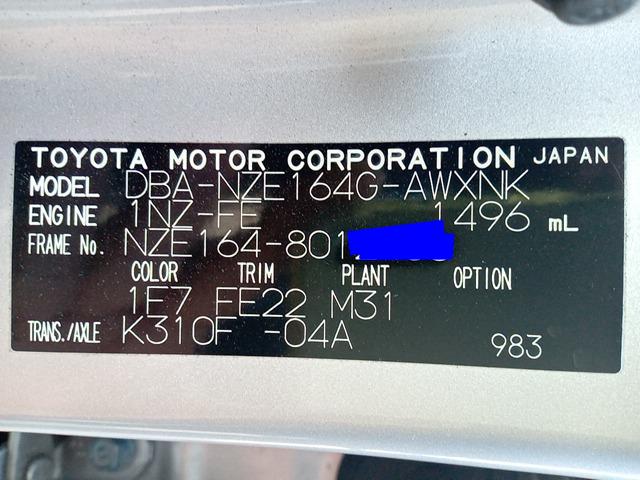 TOYOTA MOTOR CORPORATION JAPAN
MODEL DBA-NZE164G-AWXNK
ENGINE 1NZ-FE 1496 mL
FRAME No. NZE164-801
COLOR TRIM PLANT OPTION
1F7 FE22 M31
TRANS./AXLE K310F -04A
983